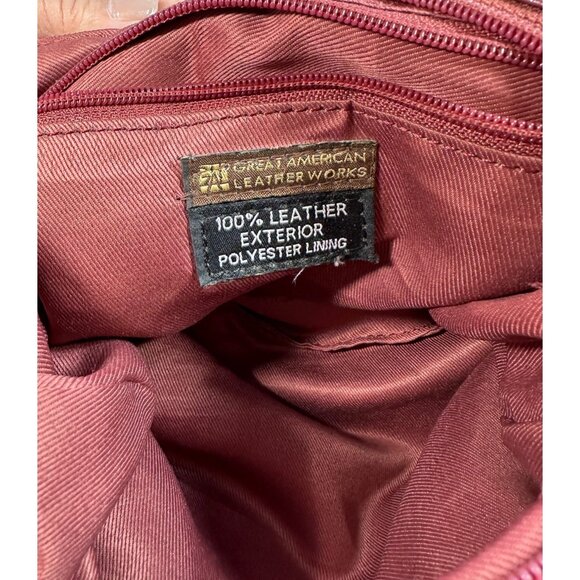 GREAT AMERICAN
LEATHER WORKS
100% LEATHER
EXTERIOR
POLYESTER LINING